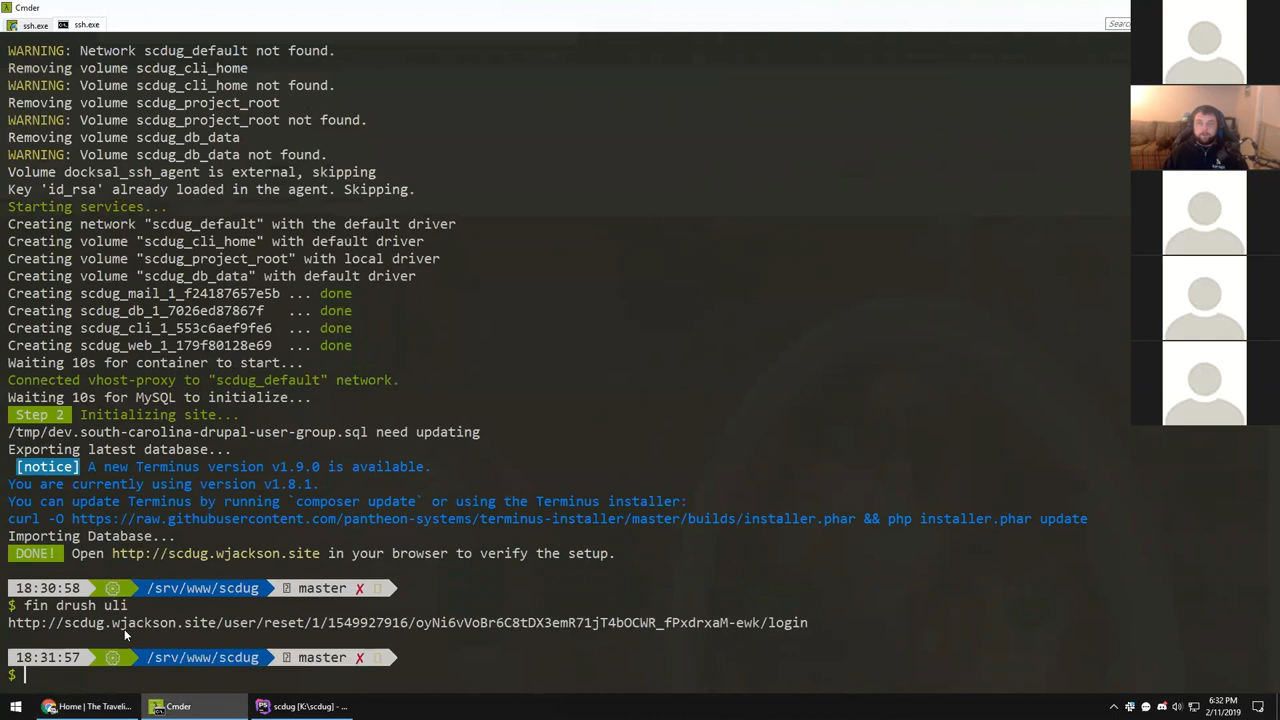 Cmder
ssh.exe
ssh.exe
Search
WARNING: Network scdug_default not found.
Removing volume scdug_cli_home
WARNING: Volume scdug_cli_home not found.
Removing volume scdug_project_root
WARNING: Volume scdug_project_root not found.
Removing volume scdug_db_data
WARNING: Volume scdug_db_data not found.
Volume docksal_ssh_agent is external, skipping
Key 'id_rsa' already loaded in the agent. Skipping.
Starting services...
Creating network "scdug_default" with the default driver
Creating volume "scdug_cli_home" with default driver
Creating volume "scdug_project_root" with local driver
Creating volume "scdug_db_data" with default driver
Creating scdug_mail_1_f24187657e5b ... done
Creating scdug_db_1_7026ed87867f   ... done
Creating scdug_cli_1_553c6aef9fe6  ... done
Creating scdug_web_1_179f80128e69  ... done
Waiting 10s for container to start...
Connected vhost-proxy to "scdug_default" network.
Waiting 10s for MySQL to initialize...
Step 2 Initializing site...
/tmp/dev.south-carolina-drupal-user-group.sql need updating
Exporting latest database...
[notice] A new Terminus version v1.9.0 is available.
You are currently using version v1.8.1.
You can update Terminus by running `composer update` or using the Terminus installer:
curl -O https://raw.githubusercontent.com/pantheon-systems/terminus-installer/master/builds/installer.phar && php installer.phar update
Importing Database...
DONE! Open http://scdug.wjackson.site in your browser to verify the setup.
18:30:58 /srv/www/scdug master ✗
$ fin drush uli
http://scdug.wjackson.site/user/reset/1/1549927916/oyNi6vVoBr6C8tDX3emR71jT4bOCWR_fPxdrxaM-ewk/login
18:31:57 /srv/www/scdug master ✗
$
Home | The Traveli...
Cmder
scdug [K:\scdug] - ...
6:32 PM
2/11/2019